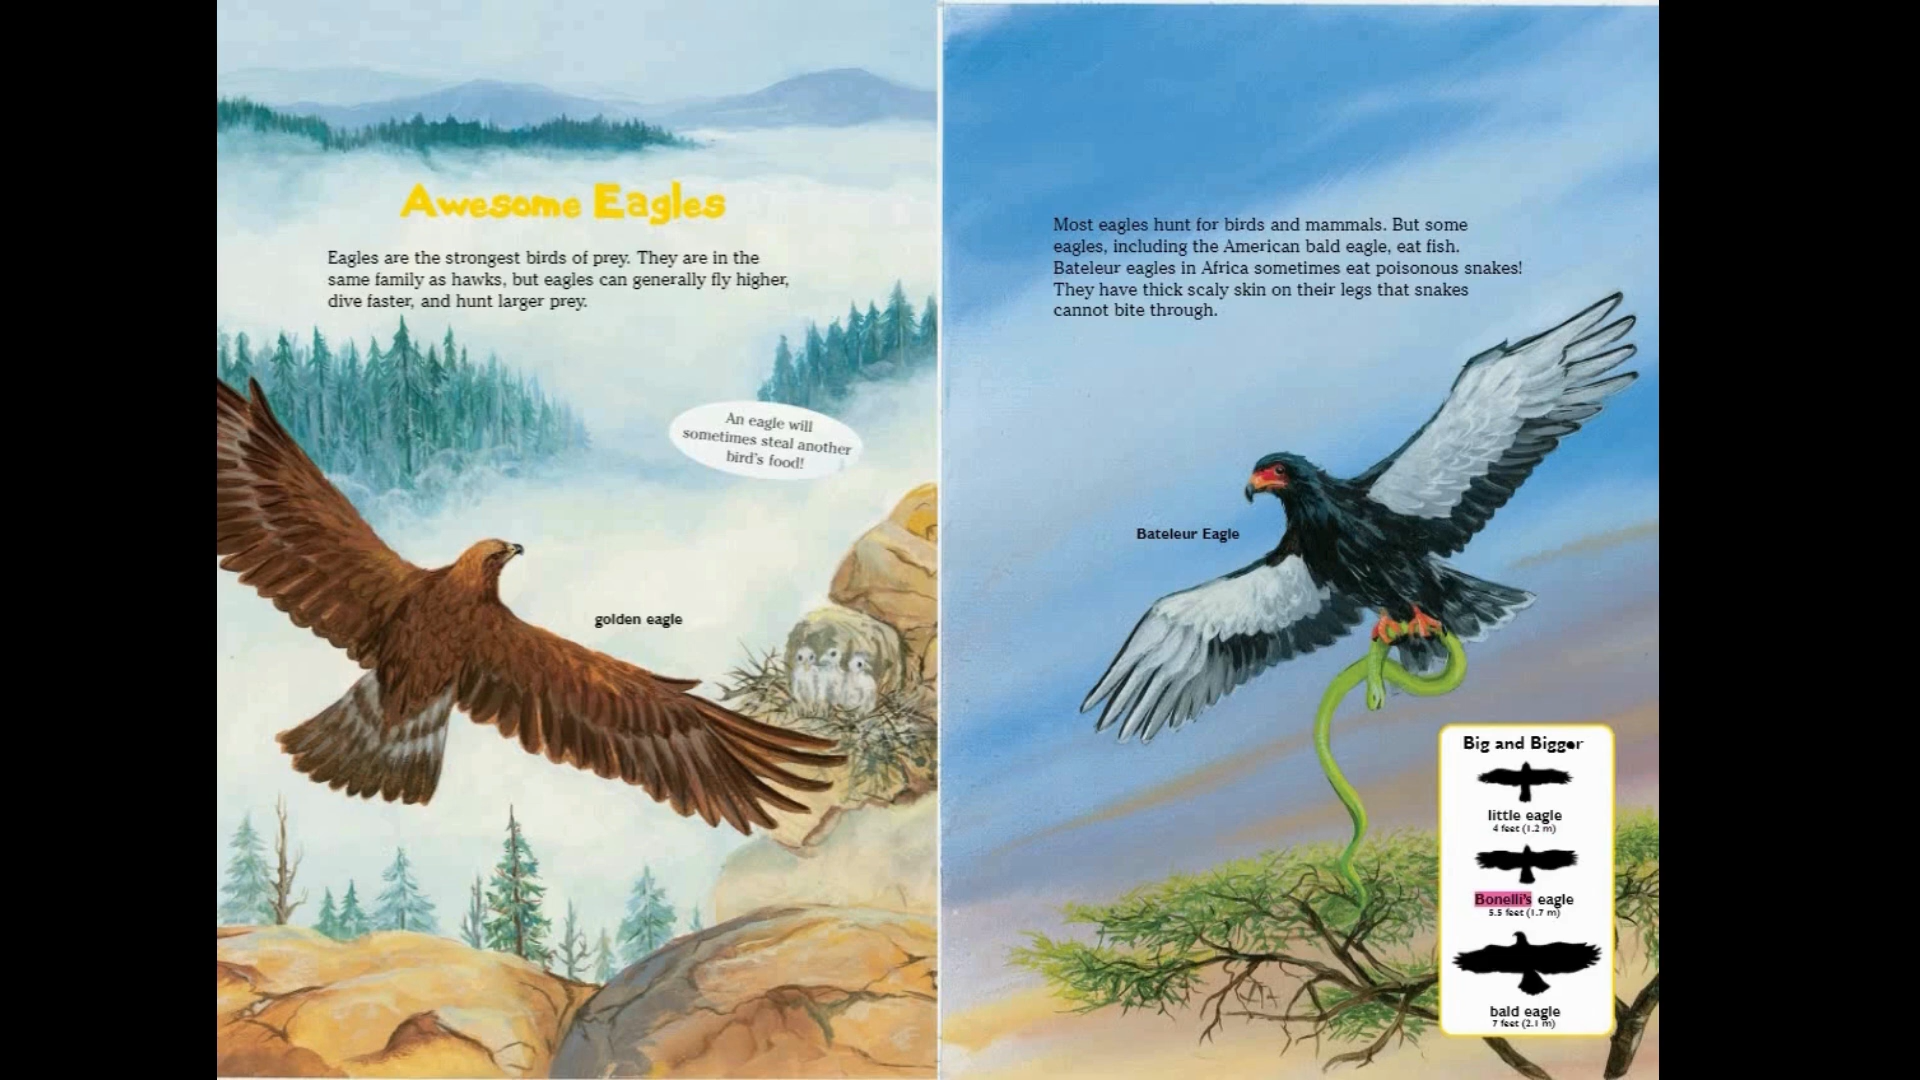 Awesome Eagles
Eagles are the strongest birds of prey. They are in the
same family as hawks, but eagles can generally fly higher,
dive faster, and hunt larger prey.
An eagle will
sometimes steal another
bird's food!
golden eagle
Most eagles hunt for birds and mammals. But some
eagles, including the American bald eagle, eat fish.
Bateleur eagles in Africa sometimes eat poisonous snakes!
They have thick scaly skin on their legs that snakes
cannot bite through.
Bateleur Eagle
Big and Bigger
little eagle
4 feet (1.2 m)
Bonelli's eagle
5.5 feet (1.7 m)
bald eagle
7 feet (2.1 m)